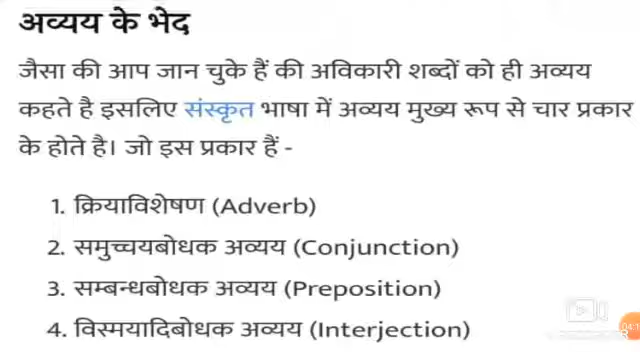 अव्यय के भेद
जैसा की आप जान चुके हैं की अविकारी शब्दों को ही अव्यय
कहते है इसलिए संस्कृत भाषा में अव्यय मुख्य रूप से चार प्रकार
के होते है। जो इस प्रकार हैं -
1. क्रियाविशेषण (Adverb)
2. समुच्चयबोधक अव्यय (Conjunction)
3. सम्बन्धबोधक अव्यय (Preposition)
4. विस्मयादिबोधक अव्यय (Interjection)